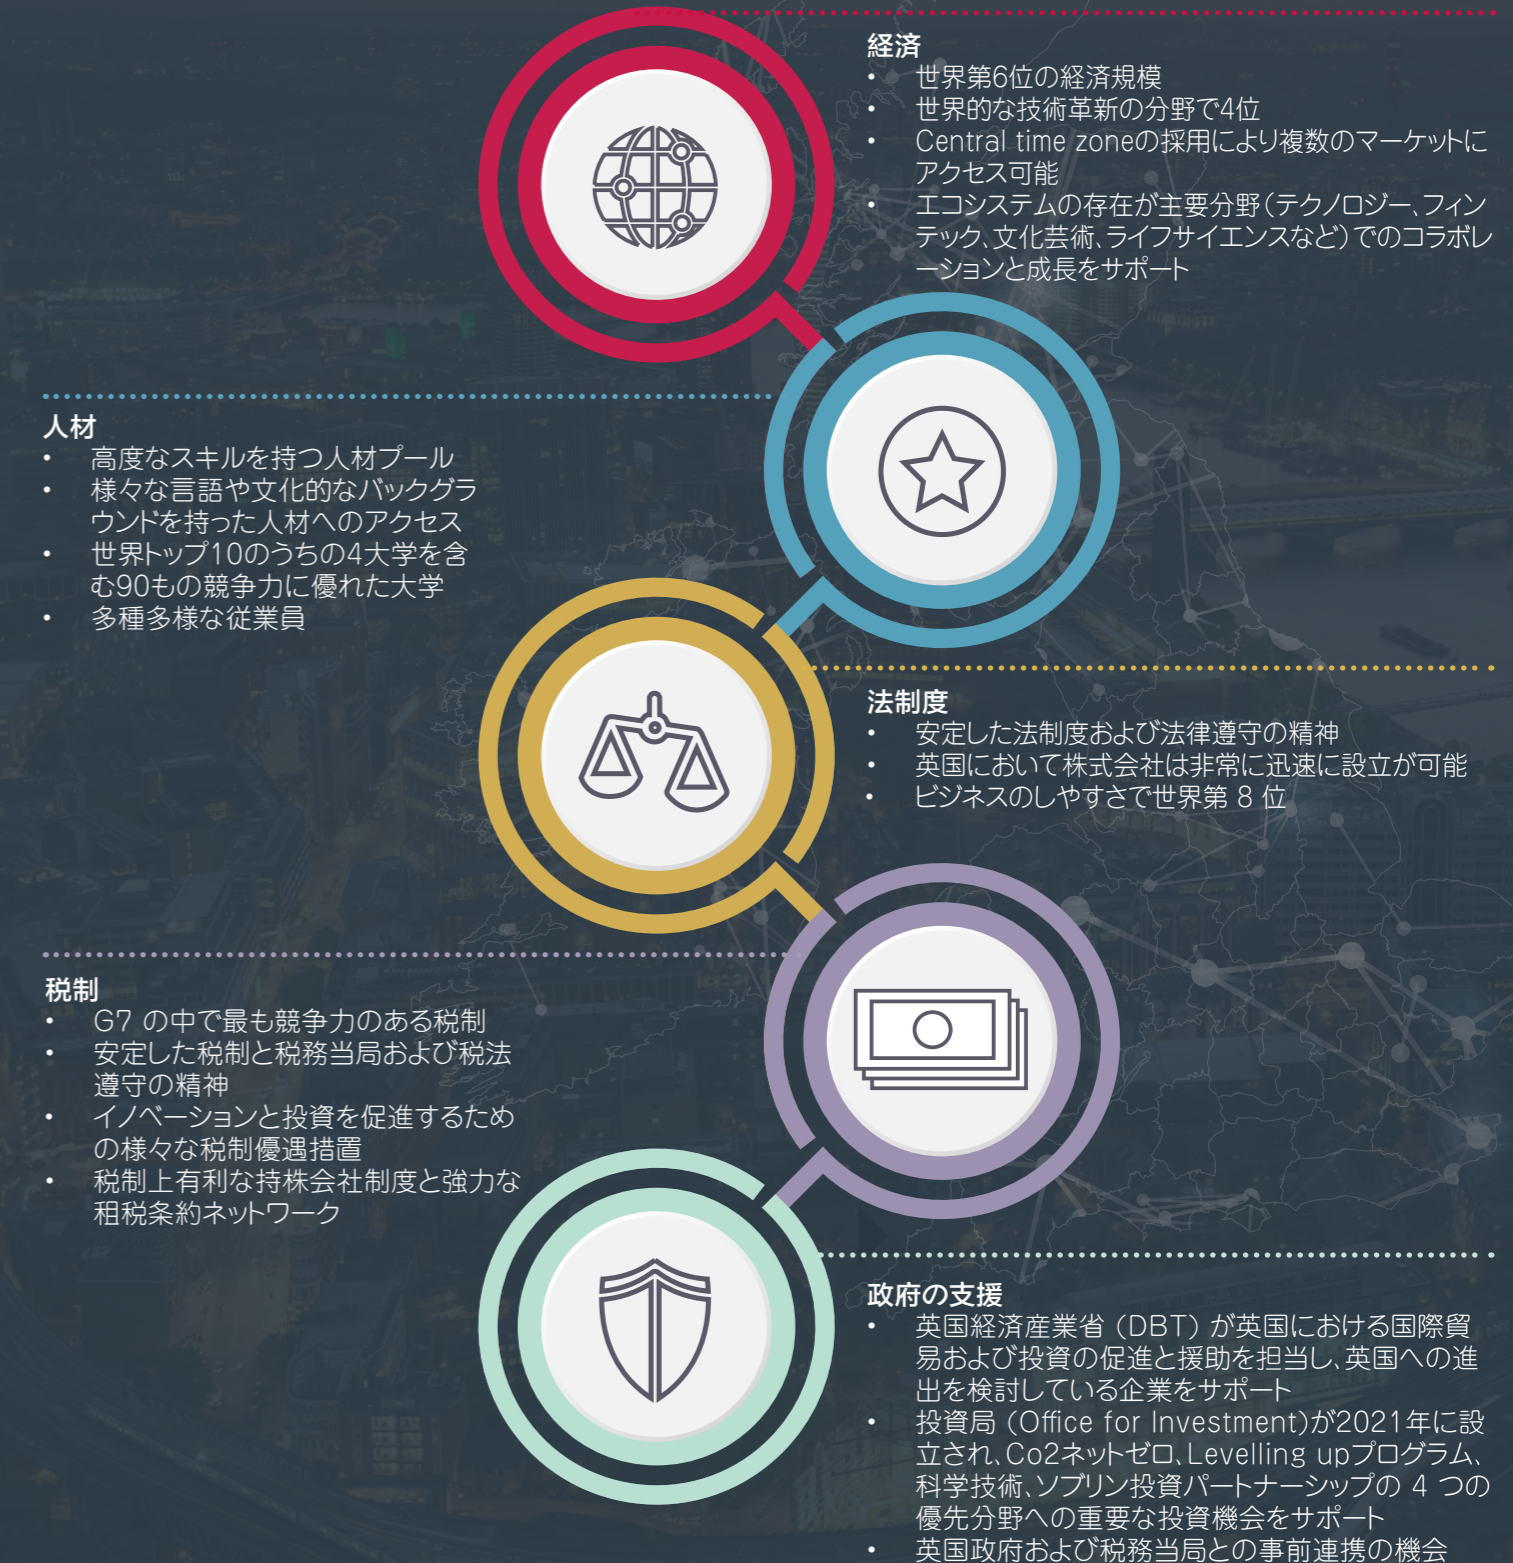 経済
• 世界第6位の経済規模
• 世界的な技術革新の分野で4位
• Central time zoneの採用により複数のマーケットに
アクセス可能
• エコシステムの存在が主要分野（テクノロジー、フィン
テック、文化芸術、ライフサイエンスなど）でのコラボレ
ーションと成長をサポート
人材
• 高度なスキルを持つ人材プール
• 様々な言語や文化的なバックグラ
ウンドを持った人材へのアクセス
• 世界トップ10のうちの4大学を含
む90もの競争力に優れた大学
• 多種多様な従業員
法制度
• 安定した法制度および法律遵守の精神
• 英国において株式会社は非常に迅速に設立が可能
• ビジネスのしやすさで世界第 8 位
税制
• G7 の中で最も競争力のある税制
• 安定した税制と税務当局および税法
遵守の精神
• イノベーションと投資を促進するため
の様々な税制優遇措置
• 税制上有利な持株会社制度と強力な
租税条約ネットワーク
政府の支援
• 英国経済産業省（DBT）が英国における国際貿
易および投資の促進と援助を担当し、英国への進
出を検討している企業をサポート
• 投資局 (Office for Investment)が2021年に設
立され、Co2ネットゼロ、Levelling upプログラム、
科学技術、ソブリン投資パートナーシップの 4 つの
優先分野への重要な投資機会をサポート
• 英国政府および税務当局との事前連携の機会